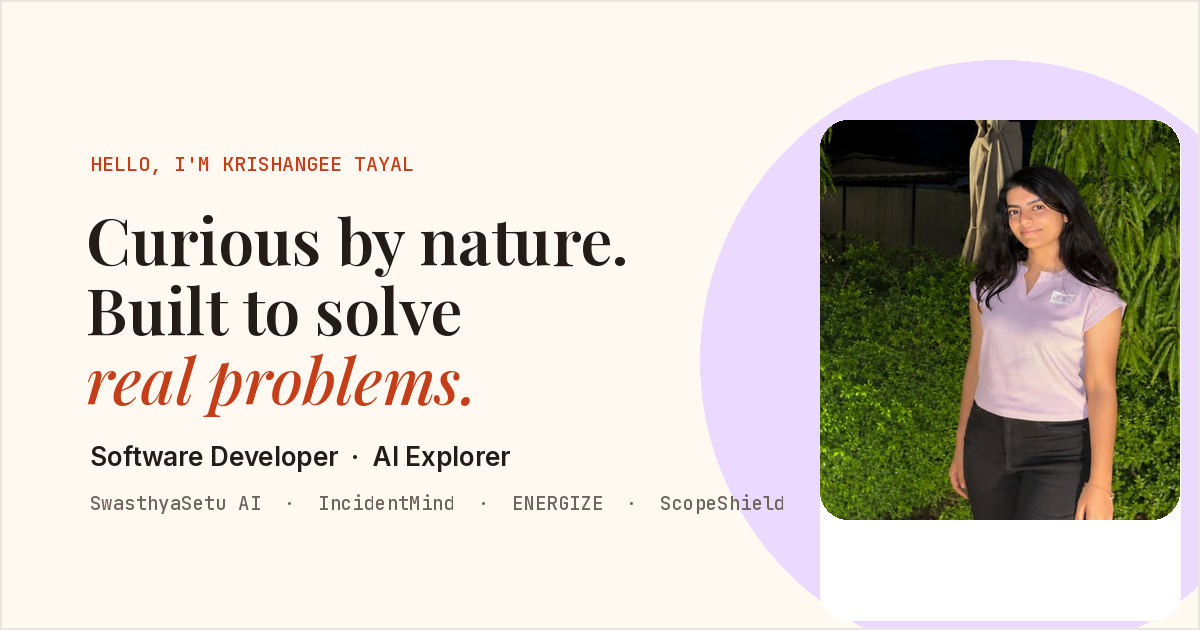 HELLO, I'M KRISHANGEE TAYAL
Curious by nature.
Built to solve
real problems.
Software Developer · AI Explorer
SwasthyaSetu AI · IncidentMind · ENERGIZE · ScopeShield